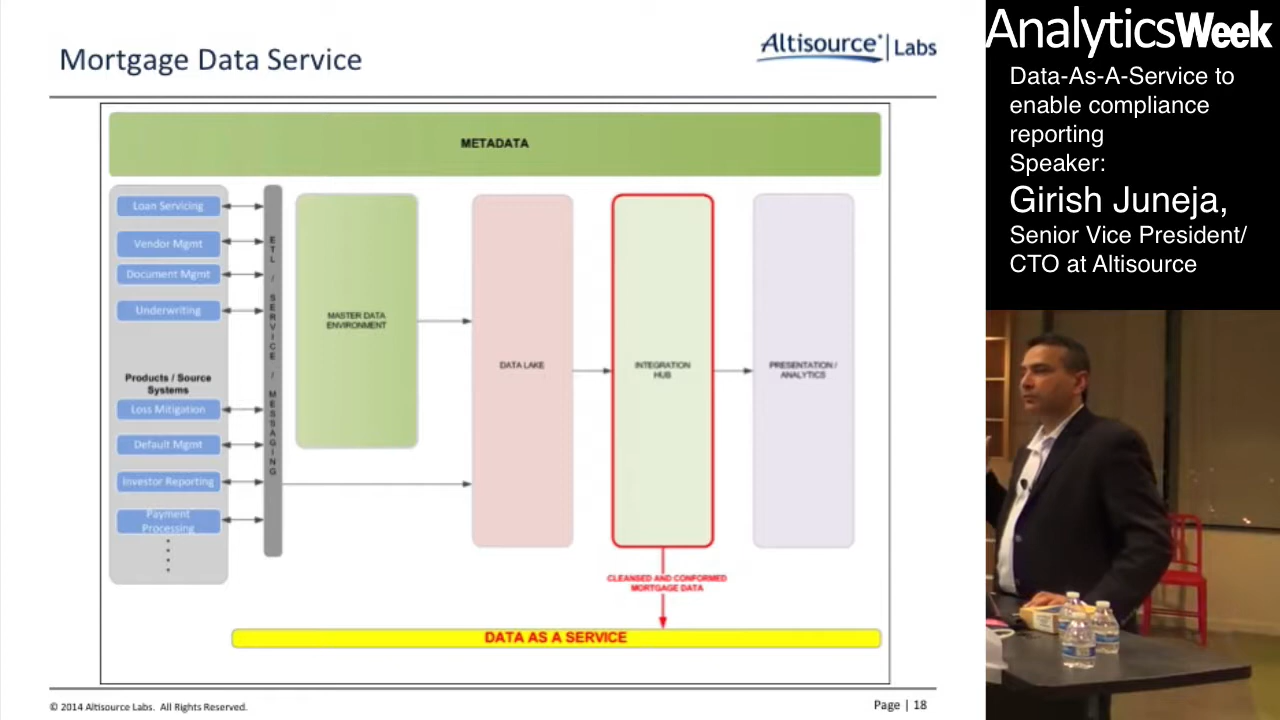 Mortgage Data Service
Altisource® | Labs
METADATA
Loan Servicing
Vendor Mgmt
Document Mgmt
Underwriting
Products / Source
Systems
Loss Mitigation
Default Mgmt
Investor Reporting
Payment
Processing
ETL / SERVICE / MESSAGING
MASTER DATA
ENVIRONMENT
DATA LAKE
INTEGRATION
HUB
PRESENTATION /
ANALYTICS
CLEANSED AND CONFORMED
MORTGAGE DATA
DATA AS A SERVICE
© 2014 Altisource Labs. All Rights Reserved.
Page | 18
AnalyticsWeek
Data-As-A-Service to
enable compliance
reporting
Speaker:
Girish Juneja,
Senior Vice President/
CTO at Altisource